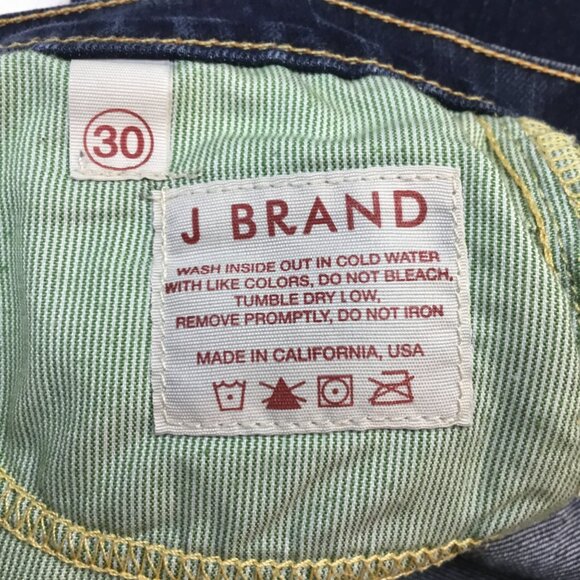 30
J BRAND
WASH INSIDE OUT IN COLD WATER
WITH LIKE COLORS, DO NOT BLEACH,
TUMBLE DRY LOW,
REMOVE PROMPTLY, DO NOT IRON
MADE IN CALIFORNIA, USA